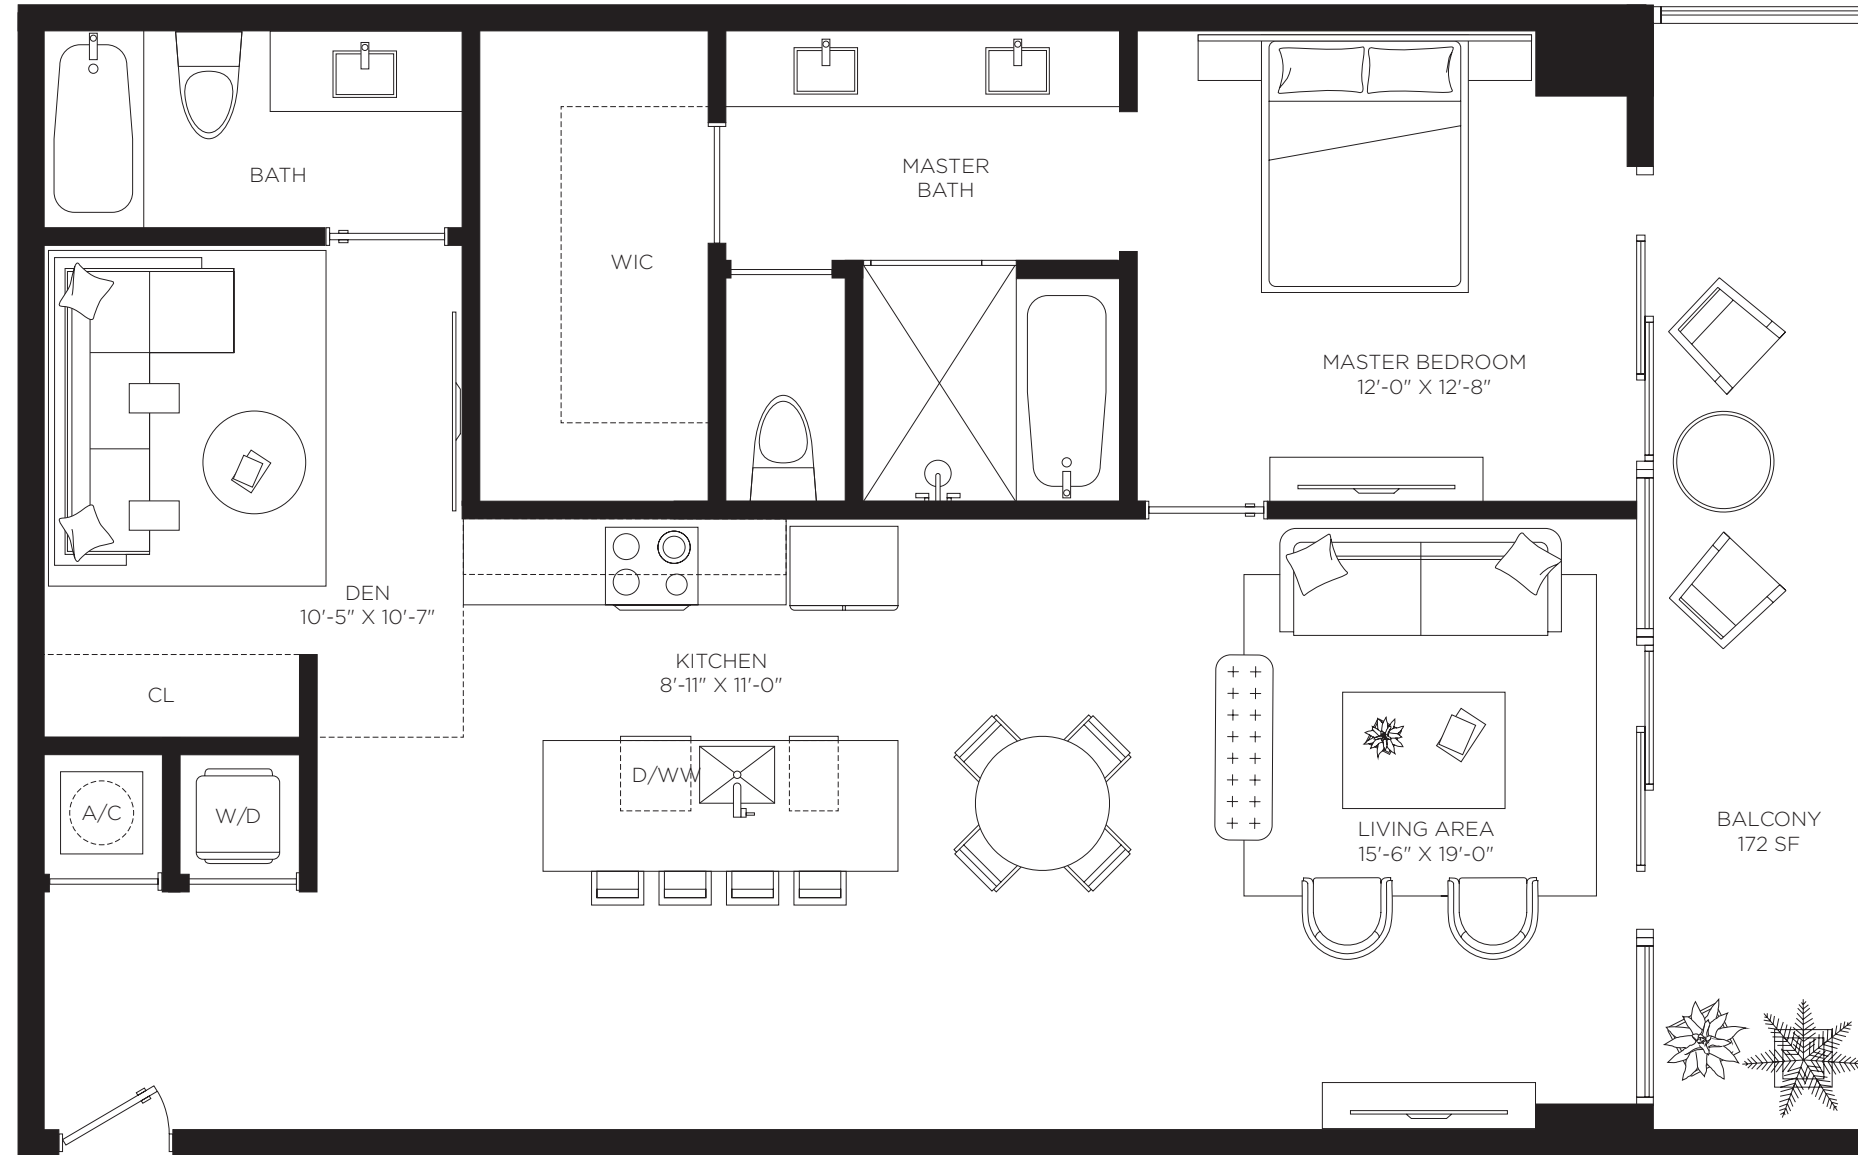 BATH
MASTER
BATH
WIC
MASTER BEDROOM
12'-0" X 12'-8"
DEN
10'-5" X 10'-7"
KITCHEN
8'-11" X 11'-0"
CL
D/WW
A/C
W/D
LIVING AREA
15'-6" X 19'-0"
BALCONY
172 SF